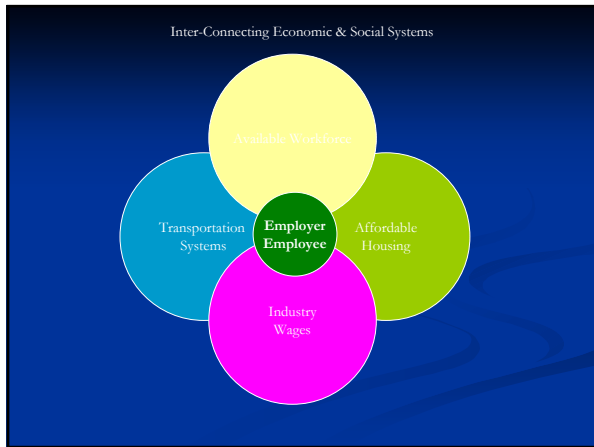 Inter-Connecting Economic & Social Systems
Available Workforce
Transportation
Systems
Employer
Employee
Affordable
Housing
Industry
Wages